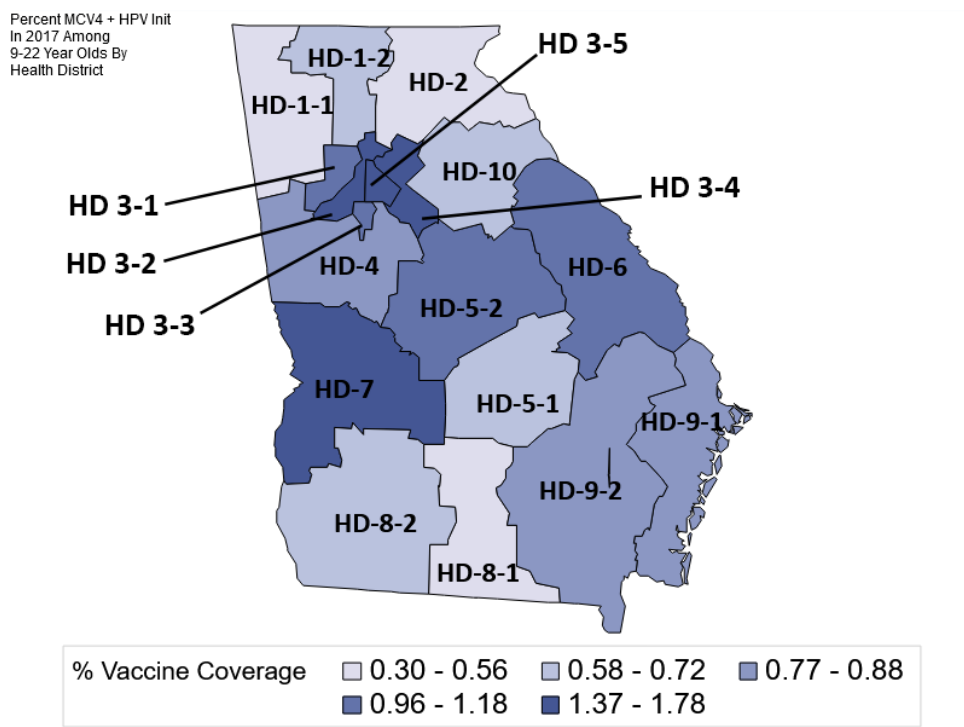 Percent MCV4 + HPV Init
In 2017 Among
9-22 Year Olds By
Health District
HD 3-5
HD-1-2
HD-2
HD-1-1
HD-10
HD 3-4
HD 3-1
HD 3-2
HD-4
HD-6
HD-5-2
HD 3-3
HD-7
HD-5-1
HD-9-1
HD-9-2
HD-8-2
HD-8-1
% Vaccine Coverage 0.30 - 0.56 0.58 - 0.72 0.77 - 0.88
0.96 - 1.18 1.37 - 1.78